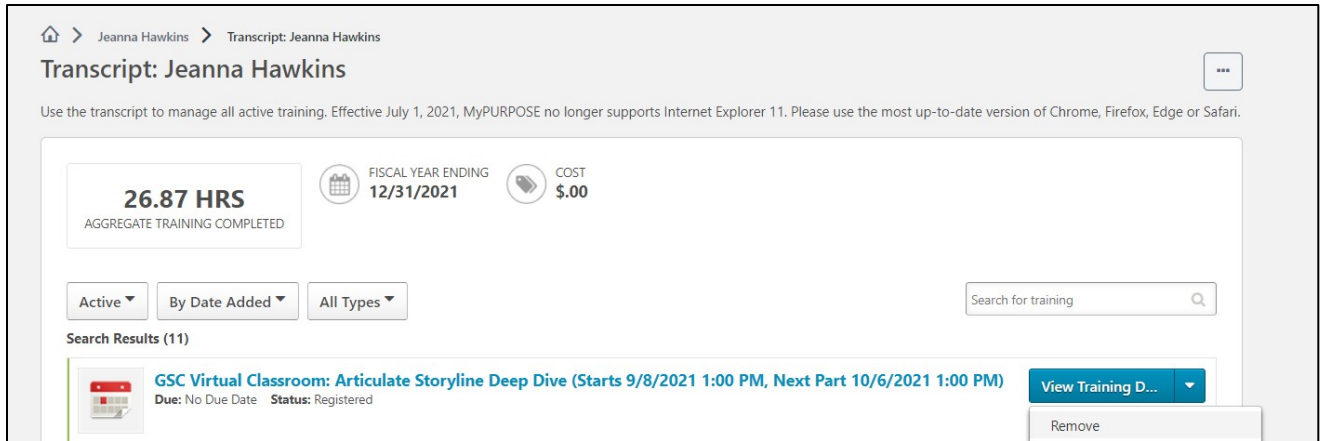 Jeanna Hawkins Transcript: Jeanna Hawkins
Transcript: Jeanna Hawkins
Use the transcript to manage all active training. Effective July 1, 2021, MyPURPOSE no longer supports Internet Explorer 11. Please use the most up-to-date version of Chrome, Firefox, Edge or Safari.
26.87 HRS
AGGREGATE TRAINING COMPLETED
FISCAL YEAR ENDING
12/31/2021
COST
$.00
Active By Date Added All Types Search for training
Search Results (11)
GSC Virtual Classroom: Articulate Storyline Deep Dive (Starts 9/8/2021 1:00 PM, Next Part 10/6/2021 1:00 PM)
Due: No Due Date Status: Registered
View Training D...
Remove